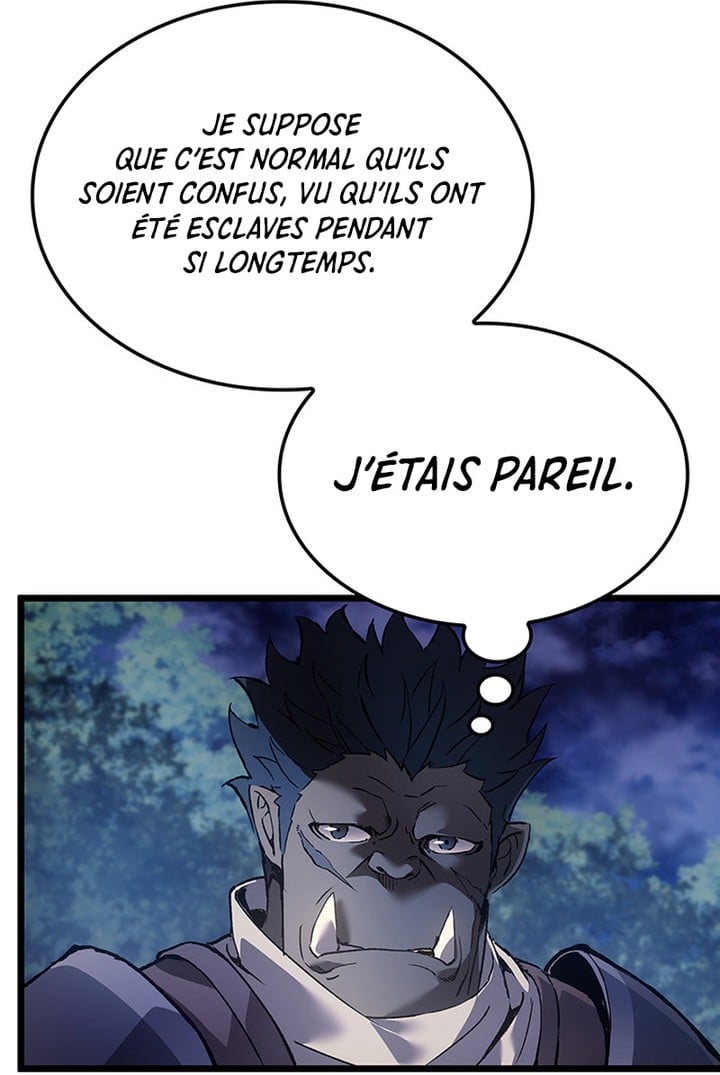 JE SUPPOSE
QUE C'EST NORMAL QU'ILS
SOIENT CONFUS, VU QU'ILS ONT
ÉTÉ ESCLAVES PENDANT
SI LONGTEMPS.
J'ÉTAIS PAREIL.